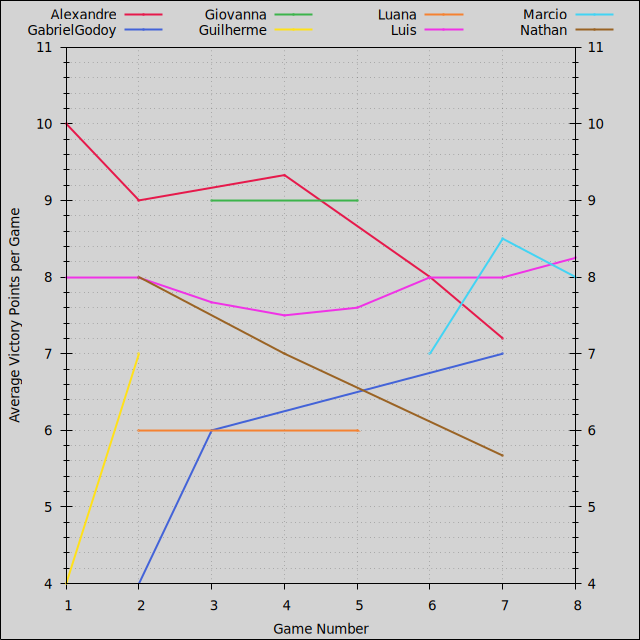 Alexandre Giovanna Luana Marcio
GabrielGodoy Guilherme Luis Nathan
11 11
10 10
9 9
8 8
7 7
6 6
5 5
4 4
1 2 3 4 5 6 7 8
Average Victory Points per Game
Game Number